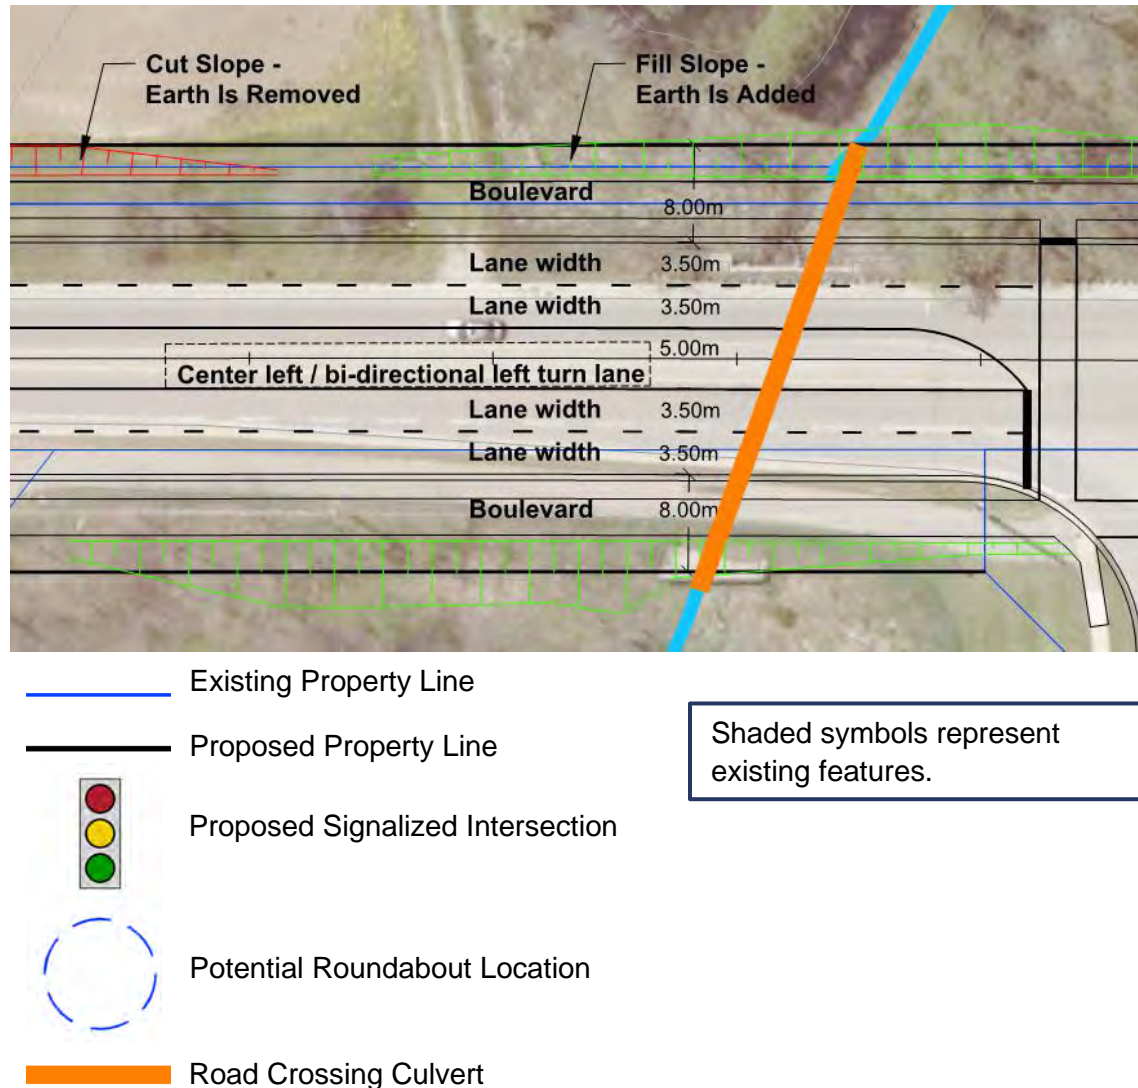 Cut Slope -
Earth Is Removed
Fill Slope -
Earth Is Added
Boulevard
8.00m
Lane width 3.50m
Lane width 3.50m
5.00m
Center left / bi-directional left turn lane
Lane width 3.50m
Lane width 3.50m
Boulevard 8.00m
Existing Property Line
Proposed Property Line
Shaded symbols represent
existing features.
Proposed Signalized Intersection
Potential Roundabout Location
Road Crossing Culvert